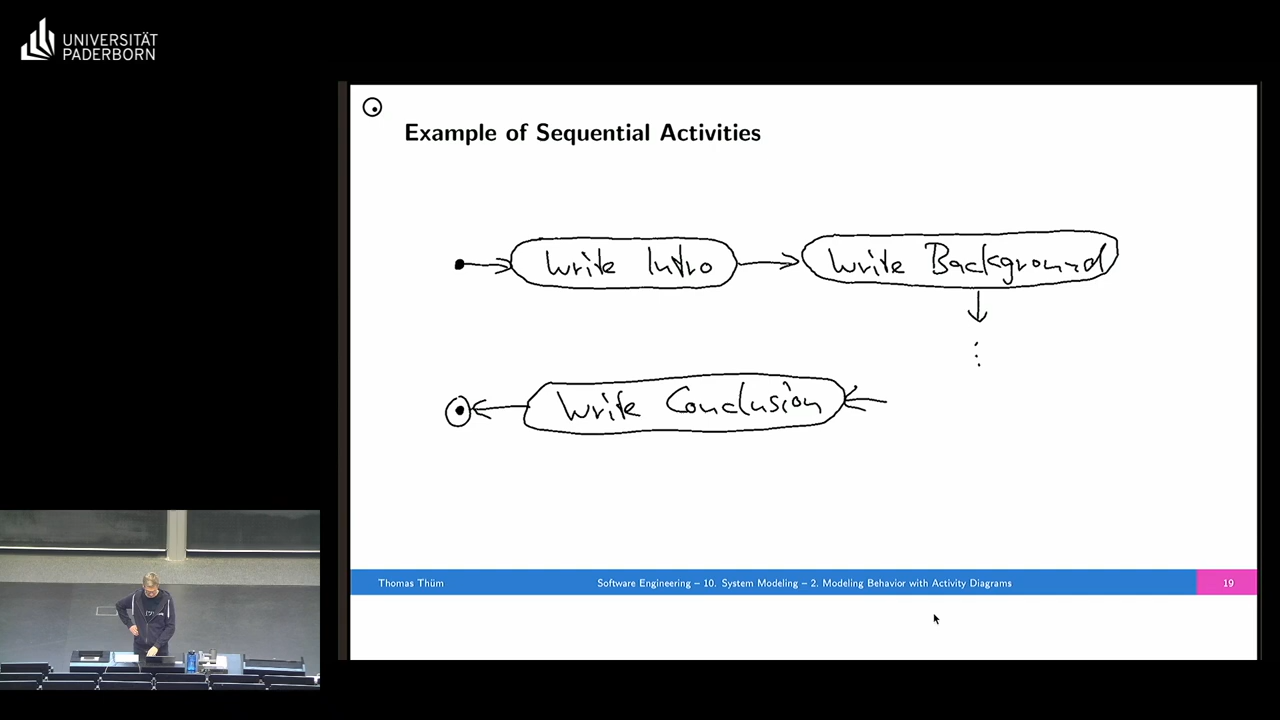 UNIVERSITÄT
PADERBORN
Example of Sequential Activities
Write Intro
Write Background
Write Conclusion
Thomas Thüm
Software Engineering – 10. System Modeling – 2. Modeling Behavior with Activity Diagrams
19